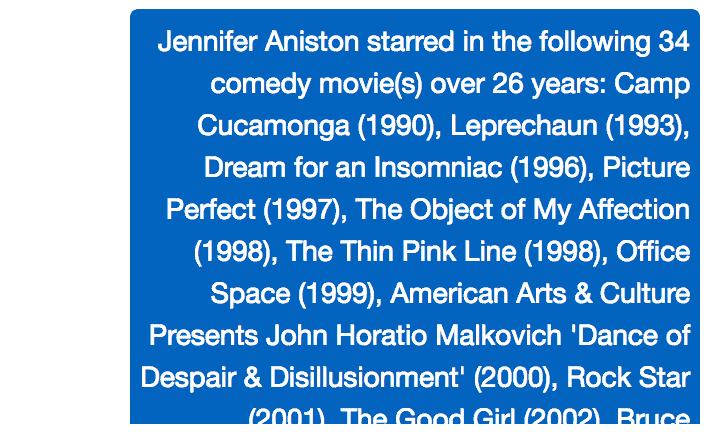 Jennifer Aniston starred in the following 34
comedy movie(s) over 26 years: Camp
Cucamonga (1990), Leprechaun (1993),
Dream for an Insomniac (1996), Picture
Perfect (1997), The Object of My Affection
(1998), The Thin Pink Line (1998), Office
Space (1999), American Arts & Culture
Presents John Horatio Malkovich 'Dance of
Despair & Disillusionment' (2000), Rock Star
(2001), The Good Girl (2002), Bruce